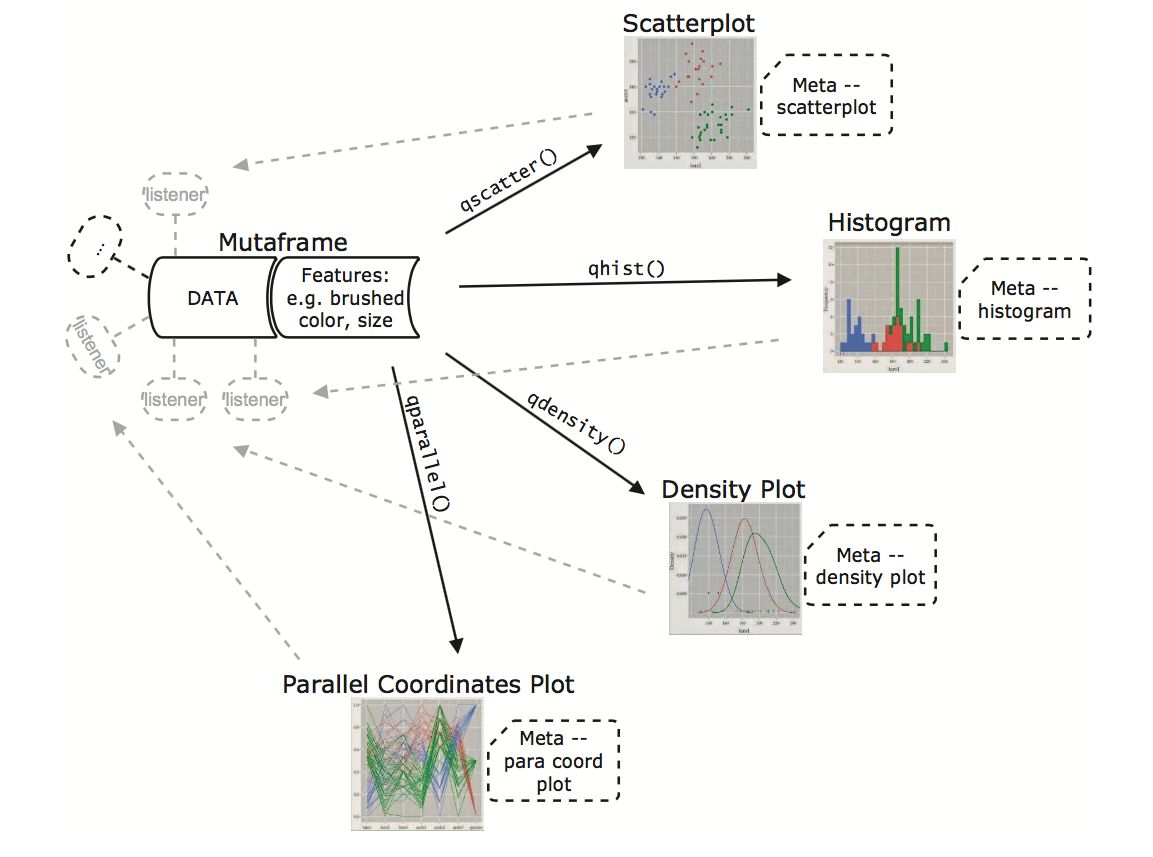 Scatterplot
Meta --
scatterplot
qscatter()
listener
Mutaframe
...
DATA
Features:
e.g. brushed
color, size
qhist()
Histogram
Meta --
histogram
listener
listener
listener
qparallel()
qdensity()
Density Plot
Density
Meta --
density plot
Parallel Coordinates Plot
Meta --
para coord
plot